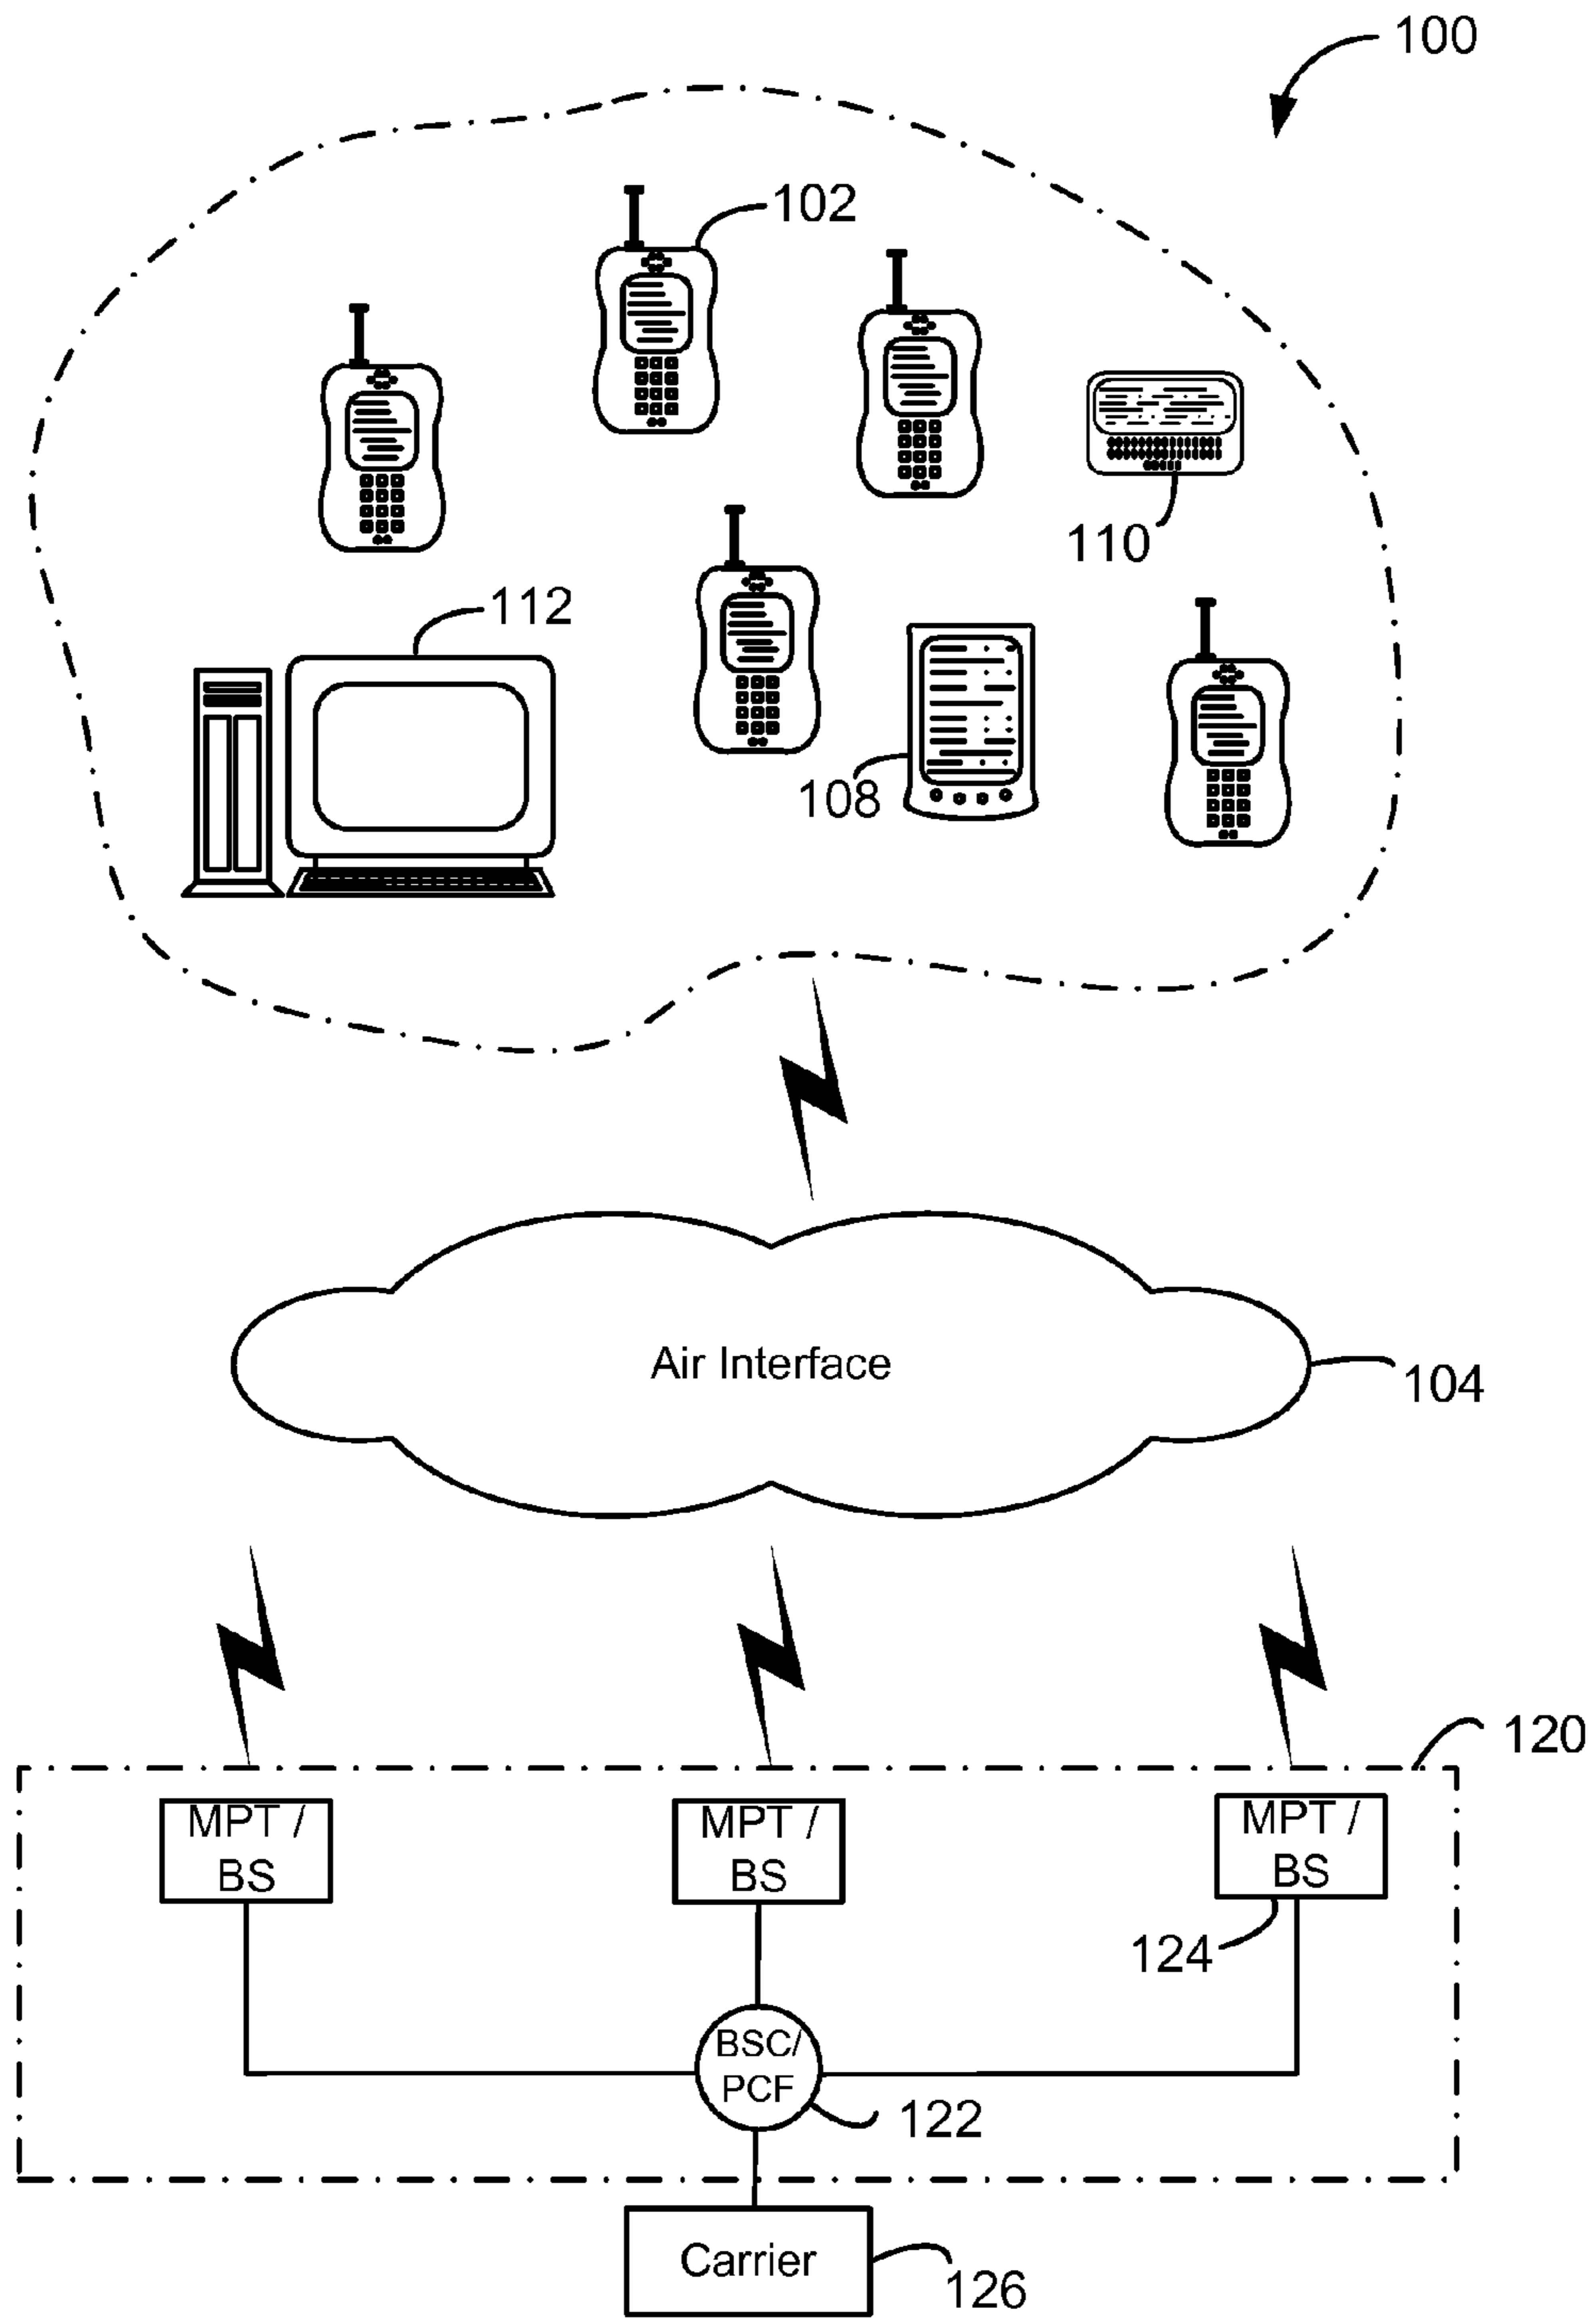 100
102
110
112
108
Air Interface
104
120
MPT /
BS
MPT /
BS
MPT /
BS
124
BSC/
PCF
122
Carrier
126